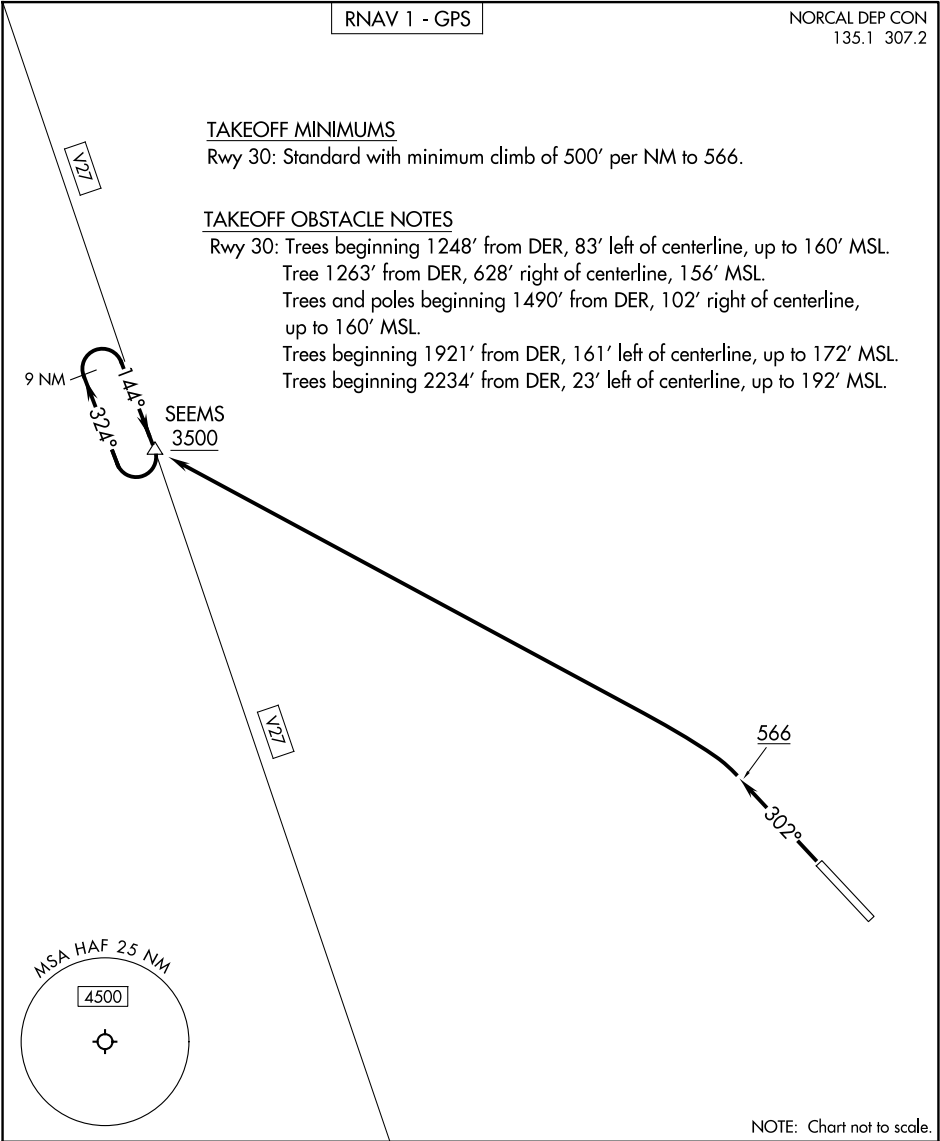 RNAV 1 - GPS
NORCAL DEP CON
135.1 307.2
TAKEOFF MINIMUMS
Rwy 30: Standard with minimum climb of 500′ per NM to 566.
V27
TAKEOFF OBSTACLE NOTES
Rwy 30: Trees beginning 1248′ from DER, 83′ left of centerline, up to 160′ MSL.
Tree 1263′ from DER, 628′ right of centerline, 156′ MSL.
Trees and poles beginning 1490′ from DER, 102′ right of centerline,
up to 160′ MSL.
Trees beginning 1921′ from DER, 161′ left of centerline, up to 172′ MSL.
Trees beginning 2234′ from DER, 23′ left of centerline, up to 192′ MSL.
9 NM
144°
324°
SEEMS
3500
V27
566
302°
MSA HAF 25 NM
4500
NOTE: Chart not to scale.